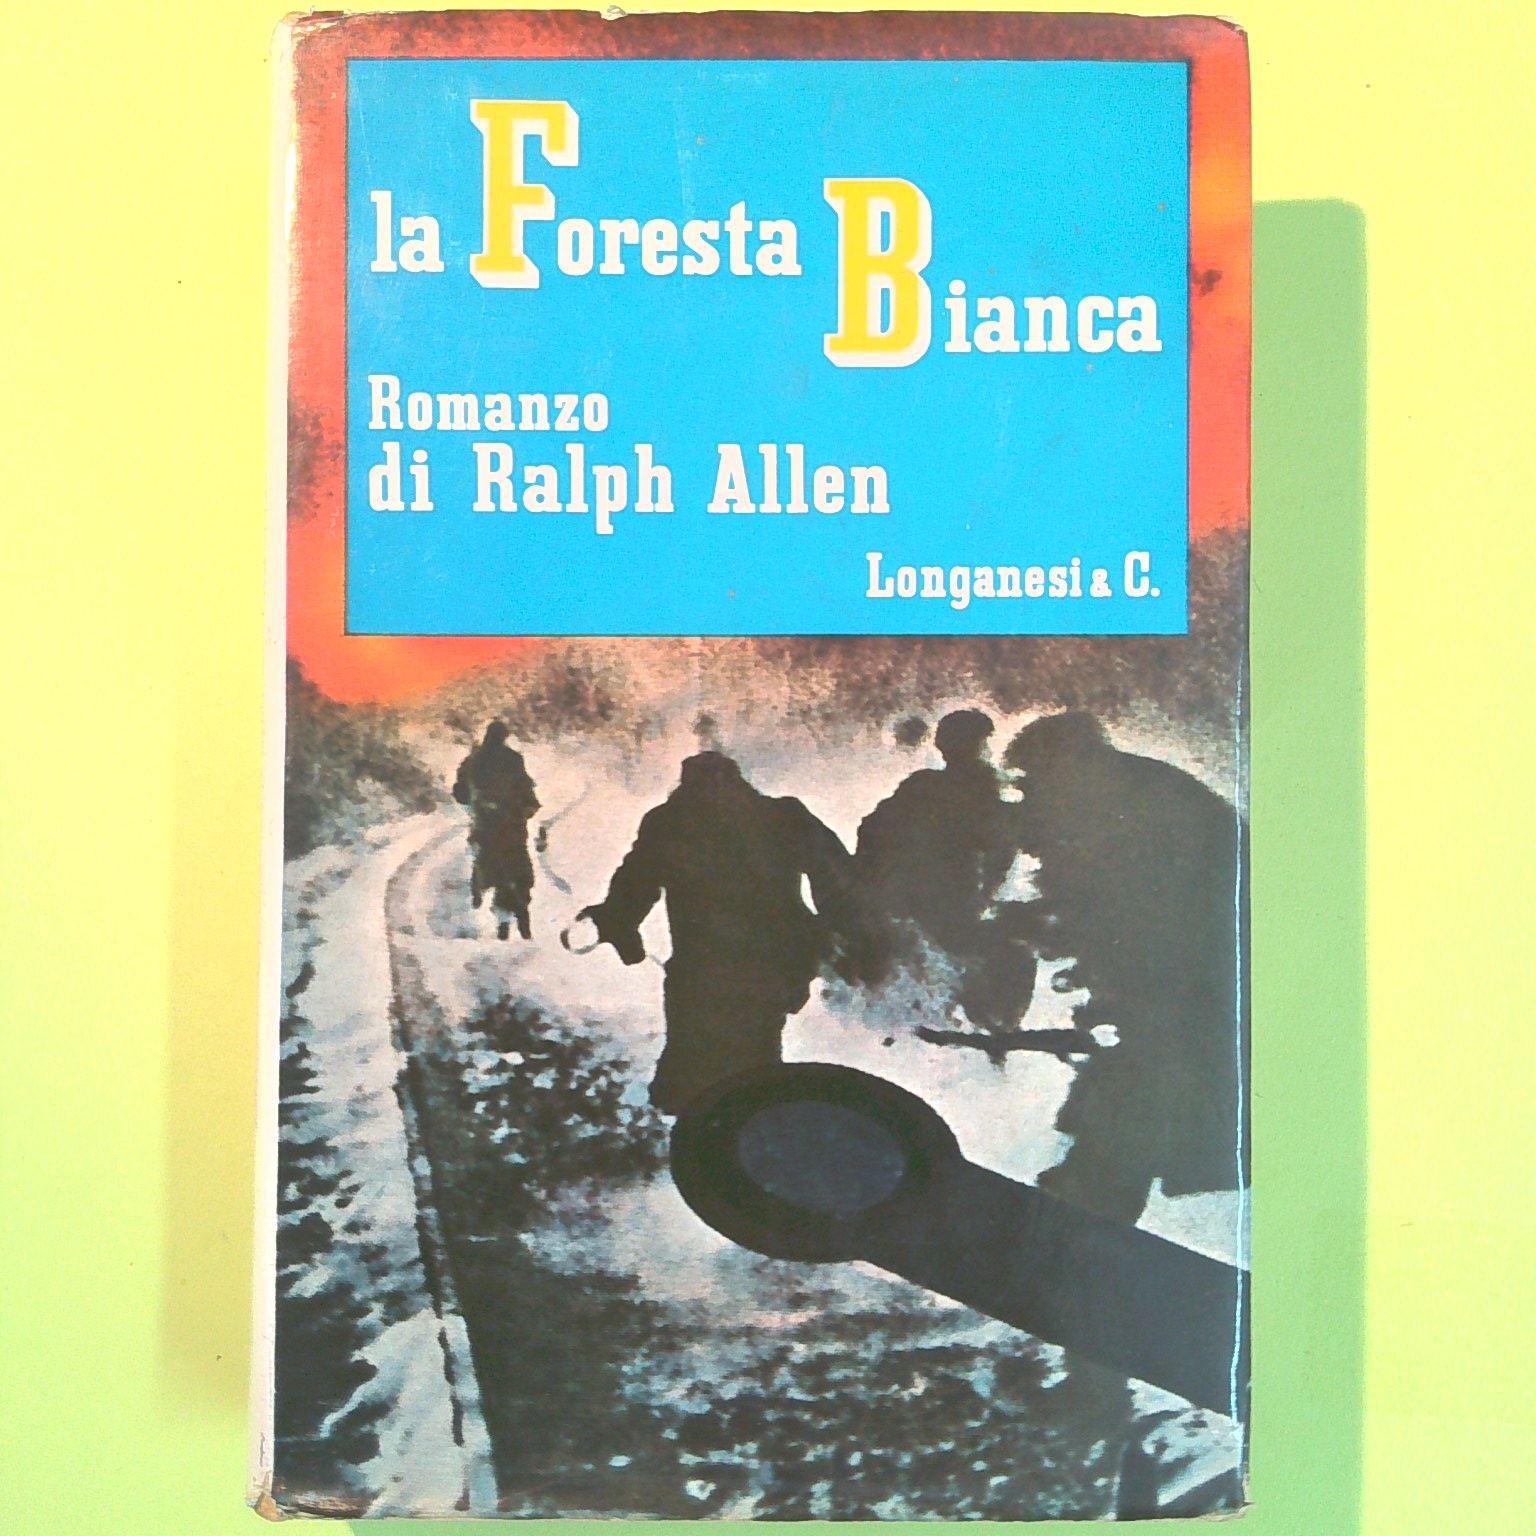 la Foresta Bianca
Romanzo
di Ralph Allen
Longanesi & C.